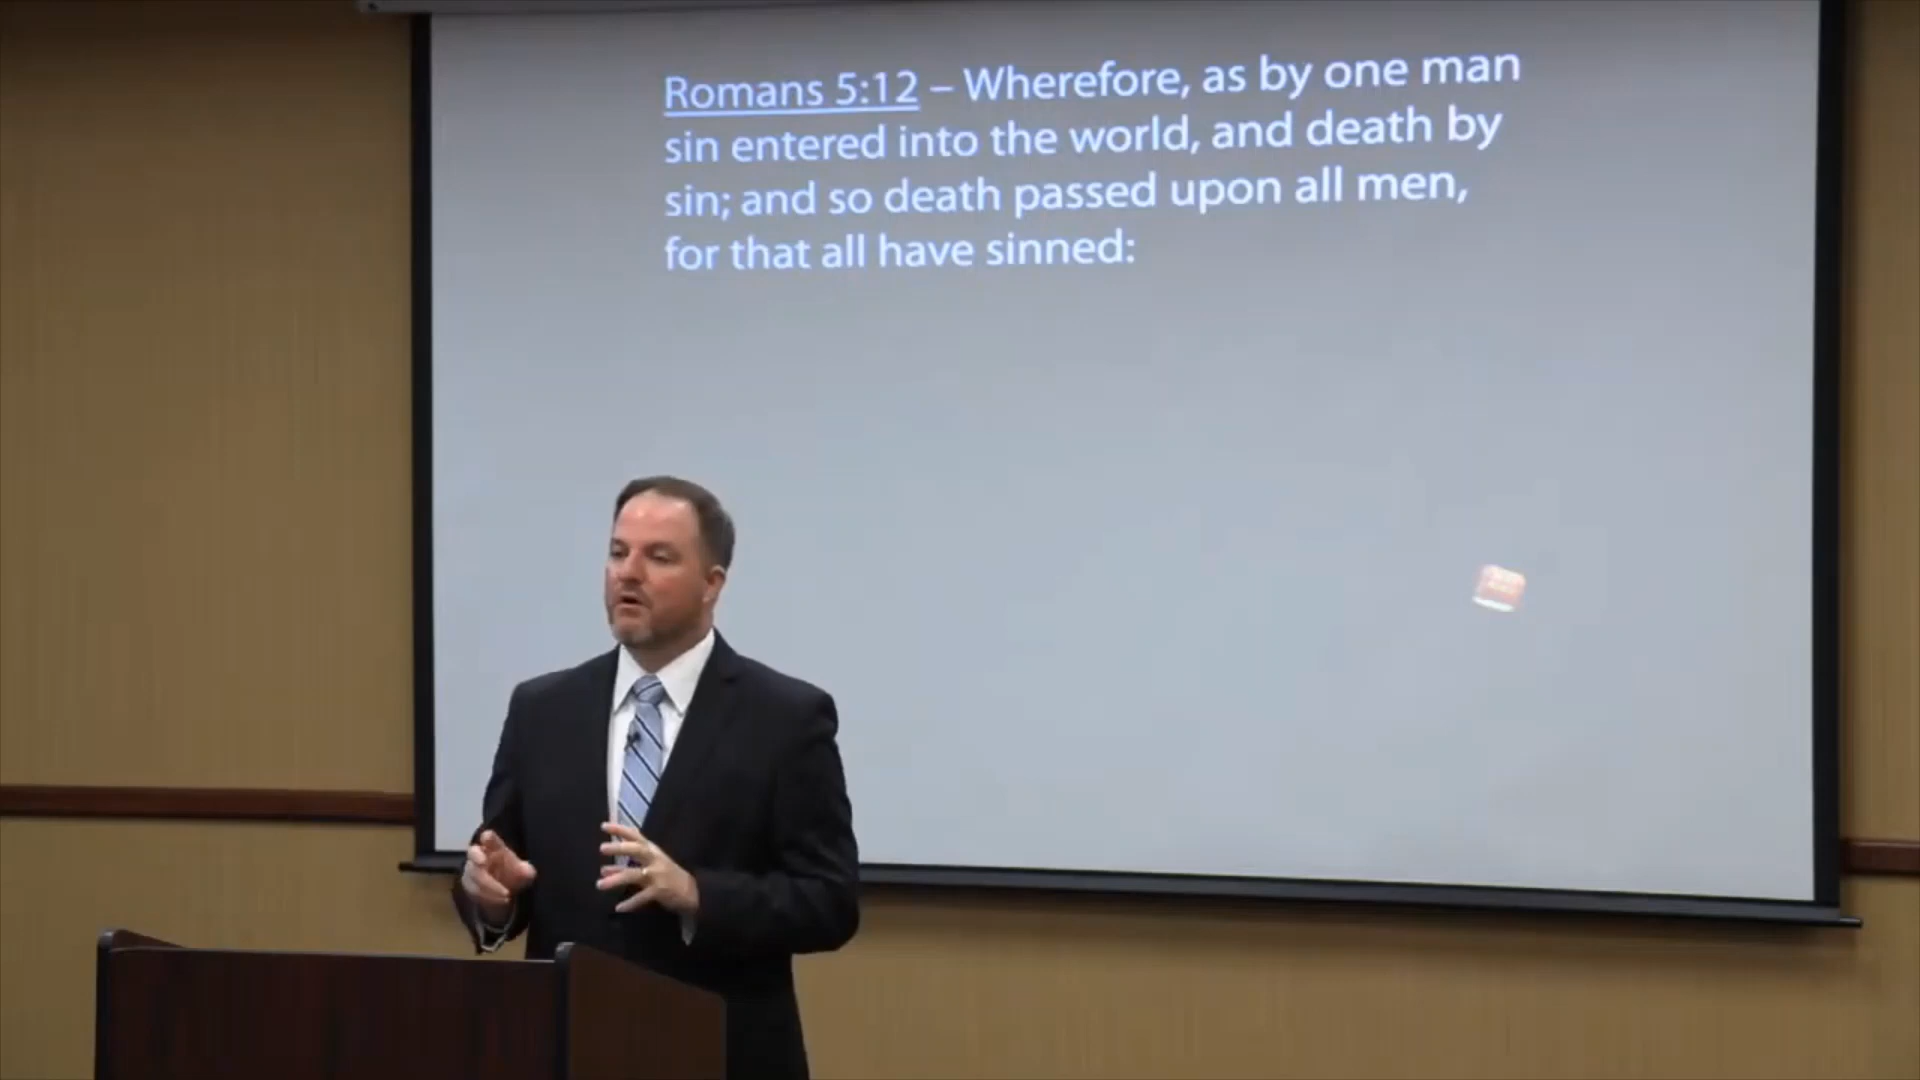 Romans 5:12 – Wherefore, as by one man
sin entered into the world, and death by
sin; and so death passed upon all men,
for that all have sinned: